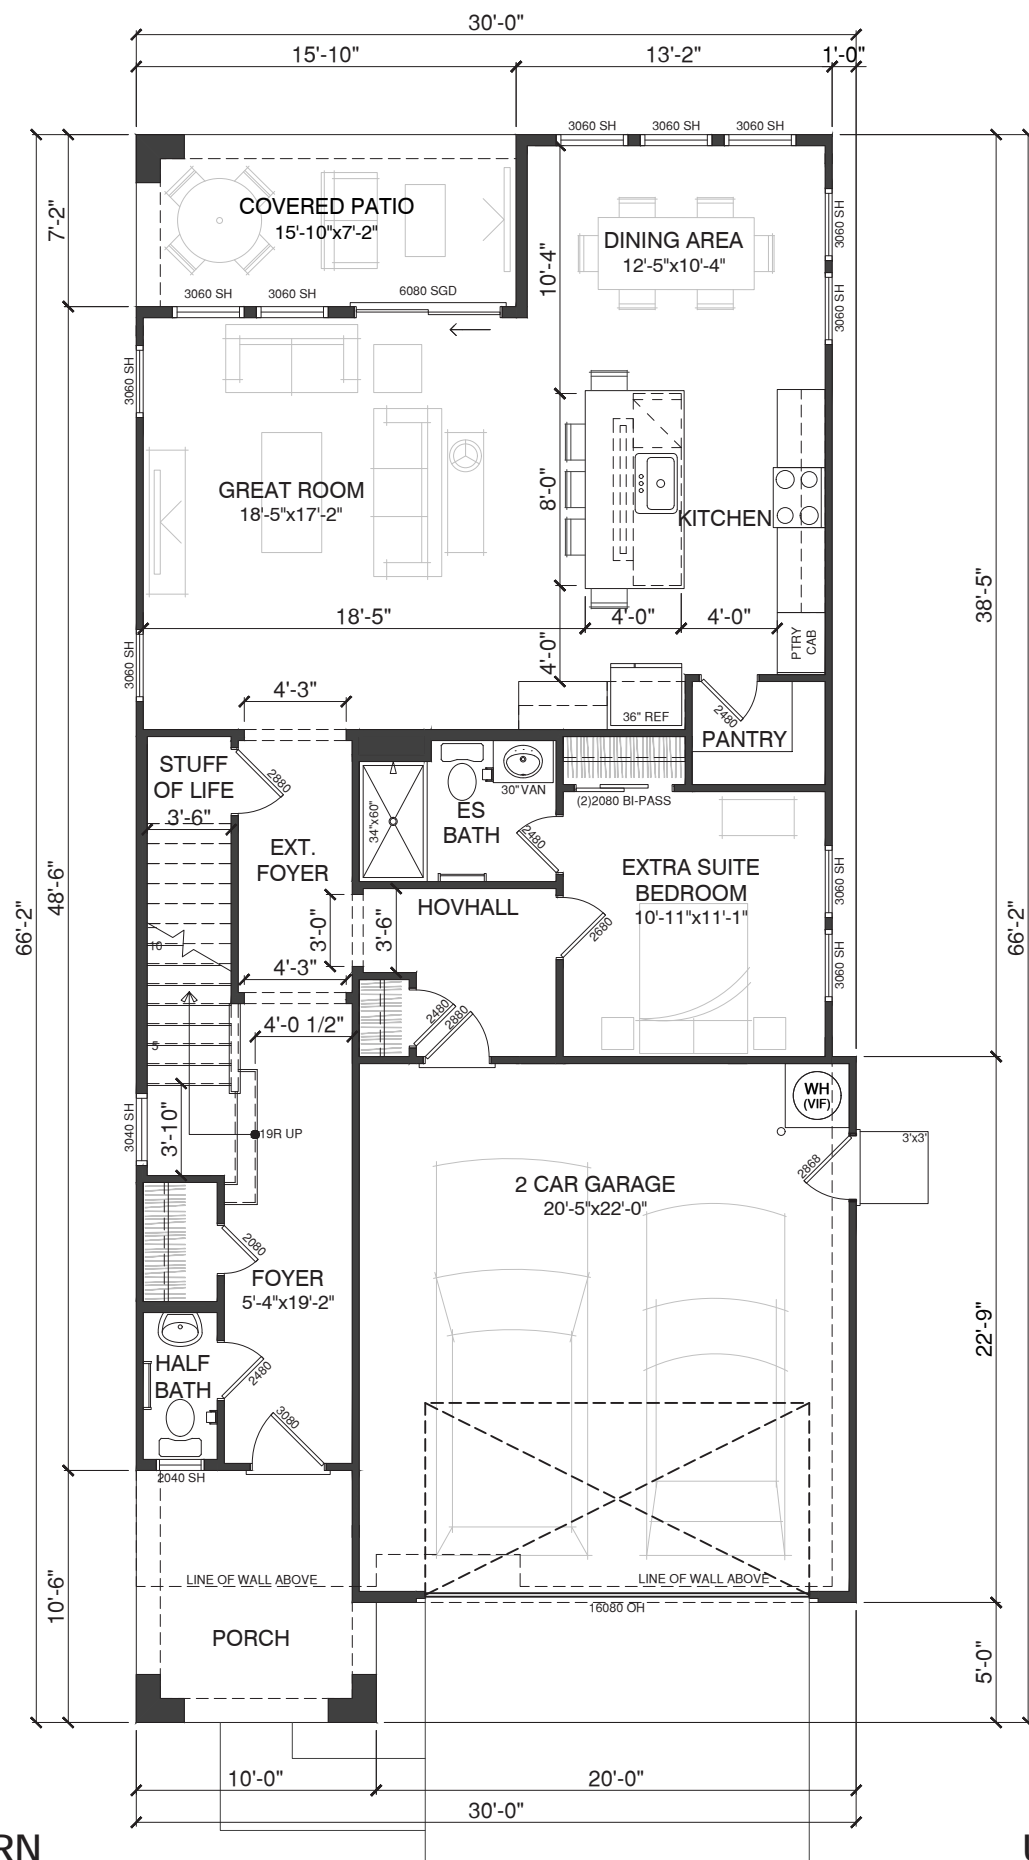 30'-0"
15'-10"
13'-2"
1'-0"
3060 SH
3060 SH
3060 SH
7'-2"
COVERED PATIO
15'-10"x7'-2"
DINING AREA
12'-5"x10'-4"
10'-4"
3060 SH
3060 SH
3060 SH
3060 SH
6080 SGD
3060 SH
GREAT ROOM
18'-5"x17'-2"
8'-0"
KITCHEN
38'-5"
18'-5"
4'-0"
4'-0"
4'-0"
PTRY
CAB
3060 SH
4'-3"
36" REF
2480
PANTRY
STUFF
OF LIFE
3'-6"
2880
30" VAN
ES
BATH
34"x60"
2480
(2)2080 BI-PASS
EXT.
FOYER
EXTRA SUITE
BEDROOM
10'-11"x11'-1"
3060 SH
3060 SH
48'-6"
66'-2"
66'-2"
HOVHALL
3'-0"
3'-6"
2680
10
4'-3"
4'-0 1/2"
2480
2880
5
3040 SH
3'-10"
19R UP
WH
(VIF)
3'x3'
2868
2 CAR GARAGE
20'-5"x22'-0"
2080
FOYER
5'-4"x19'-2"
22'-9"
HALF
BATH
2480
3080
2040 SH
LINE OF WALL ABOVE
LINE OF WALL ABOVE
16080 OH
10'-6"
PORCH
5'-0"
10'-0"
20'-0"
30'-0"
RN